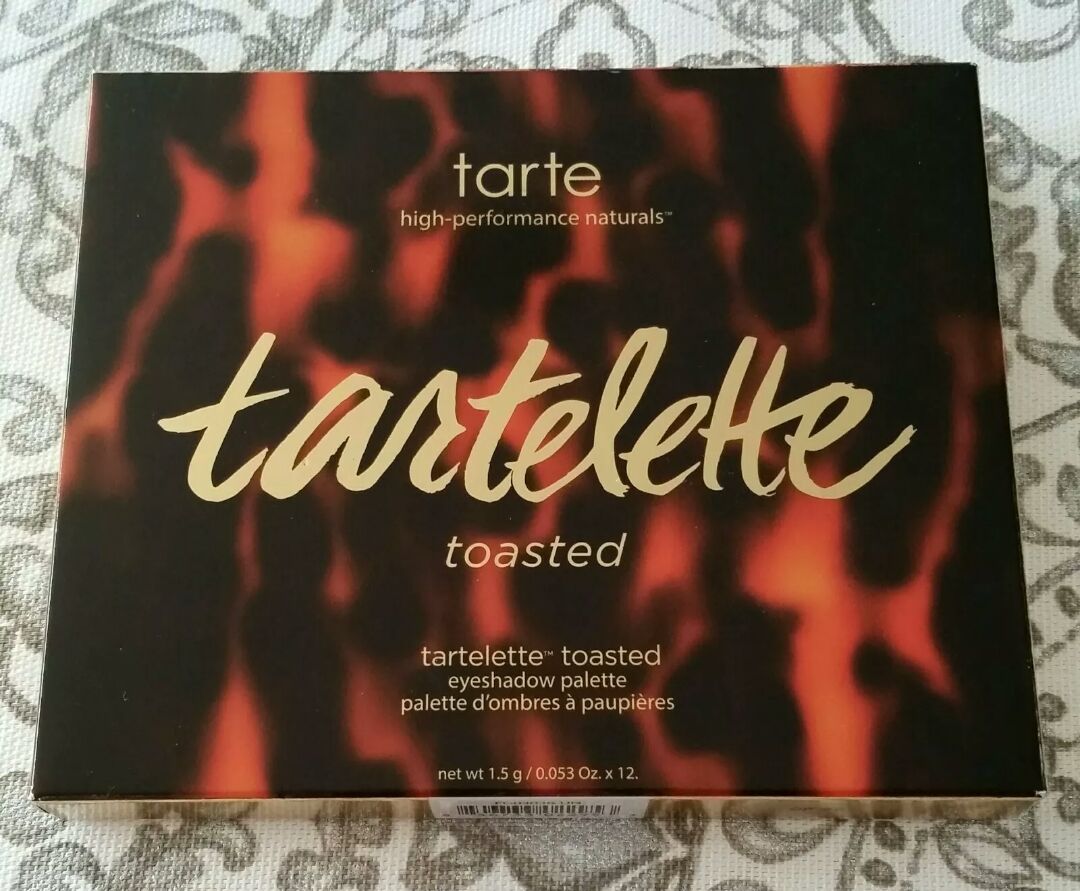 tarte
high-performance naturals™
tartelette
toasted
tartelette™ toasted
eyeshadow palette
palette d'ombres à paupières
net wt 1.5 g / 0.053 Oz. x 12.